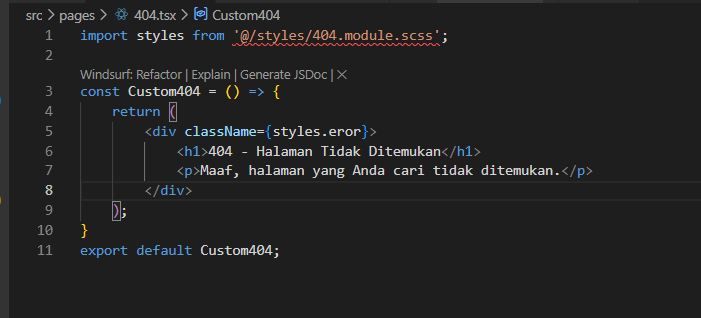 src > pages > 404.tsx > Custom404
1 import styles from '@/styles/404.module.scss';
2
Windsurf: Refactor | Explain | Generate JSDoc | ×
3 const Custom404 = () => {
4 return (
5 <div className={styles.eror}>
6 <h1>404 - Halaman Tidak Ditemukan</h1>
7 <p>Maaf, halaman yang Anda cari tidak ditemukan.</p>
8 </div>
9 );
10 }
11 export default Custom404;